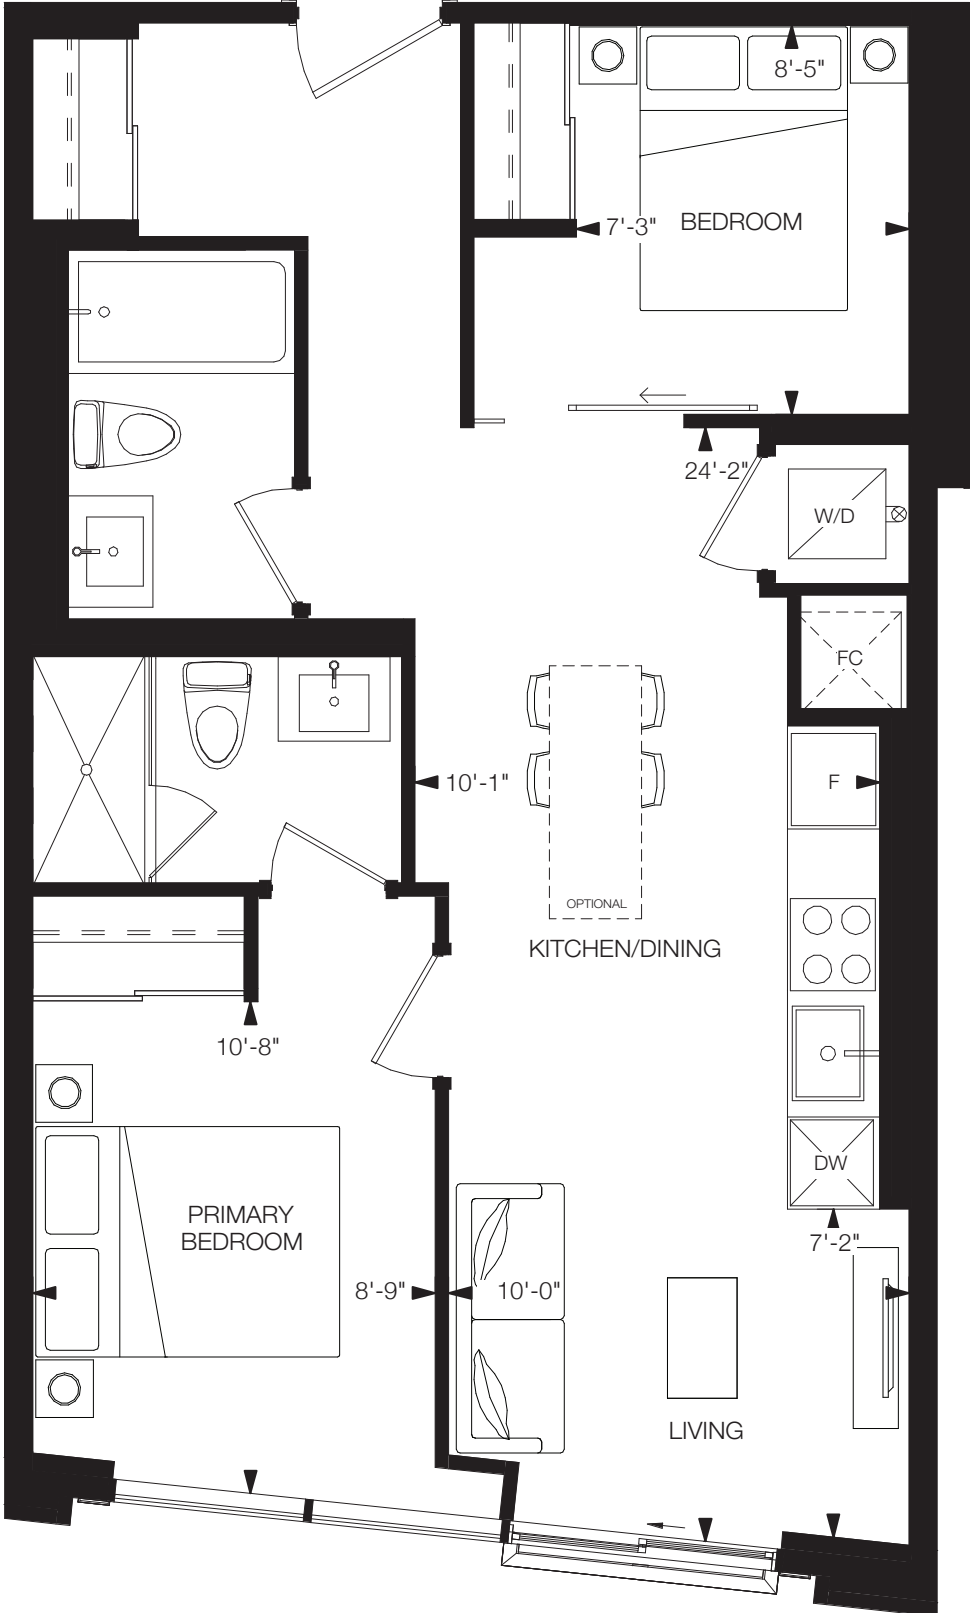 8'-5"
7'-3"
BEDROOM
24'-2"
W/D
FC
10'-1"
F
OPTIONAL
KITCHEN/DINING
10'-8"
DW
PRIMARY
BEDROOM
7'-2"
8'-9"
10'-0"
LIVING